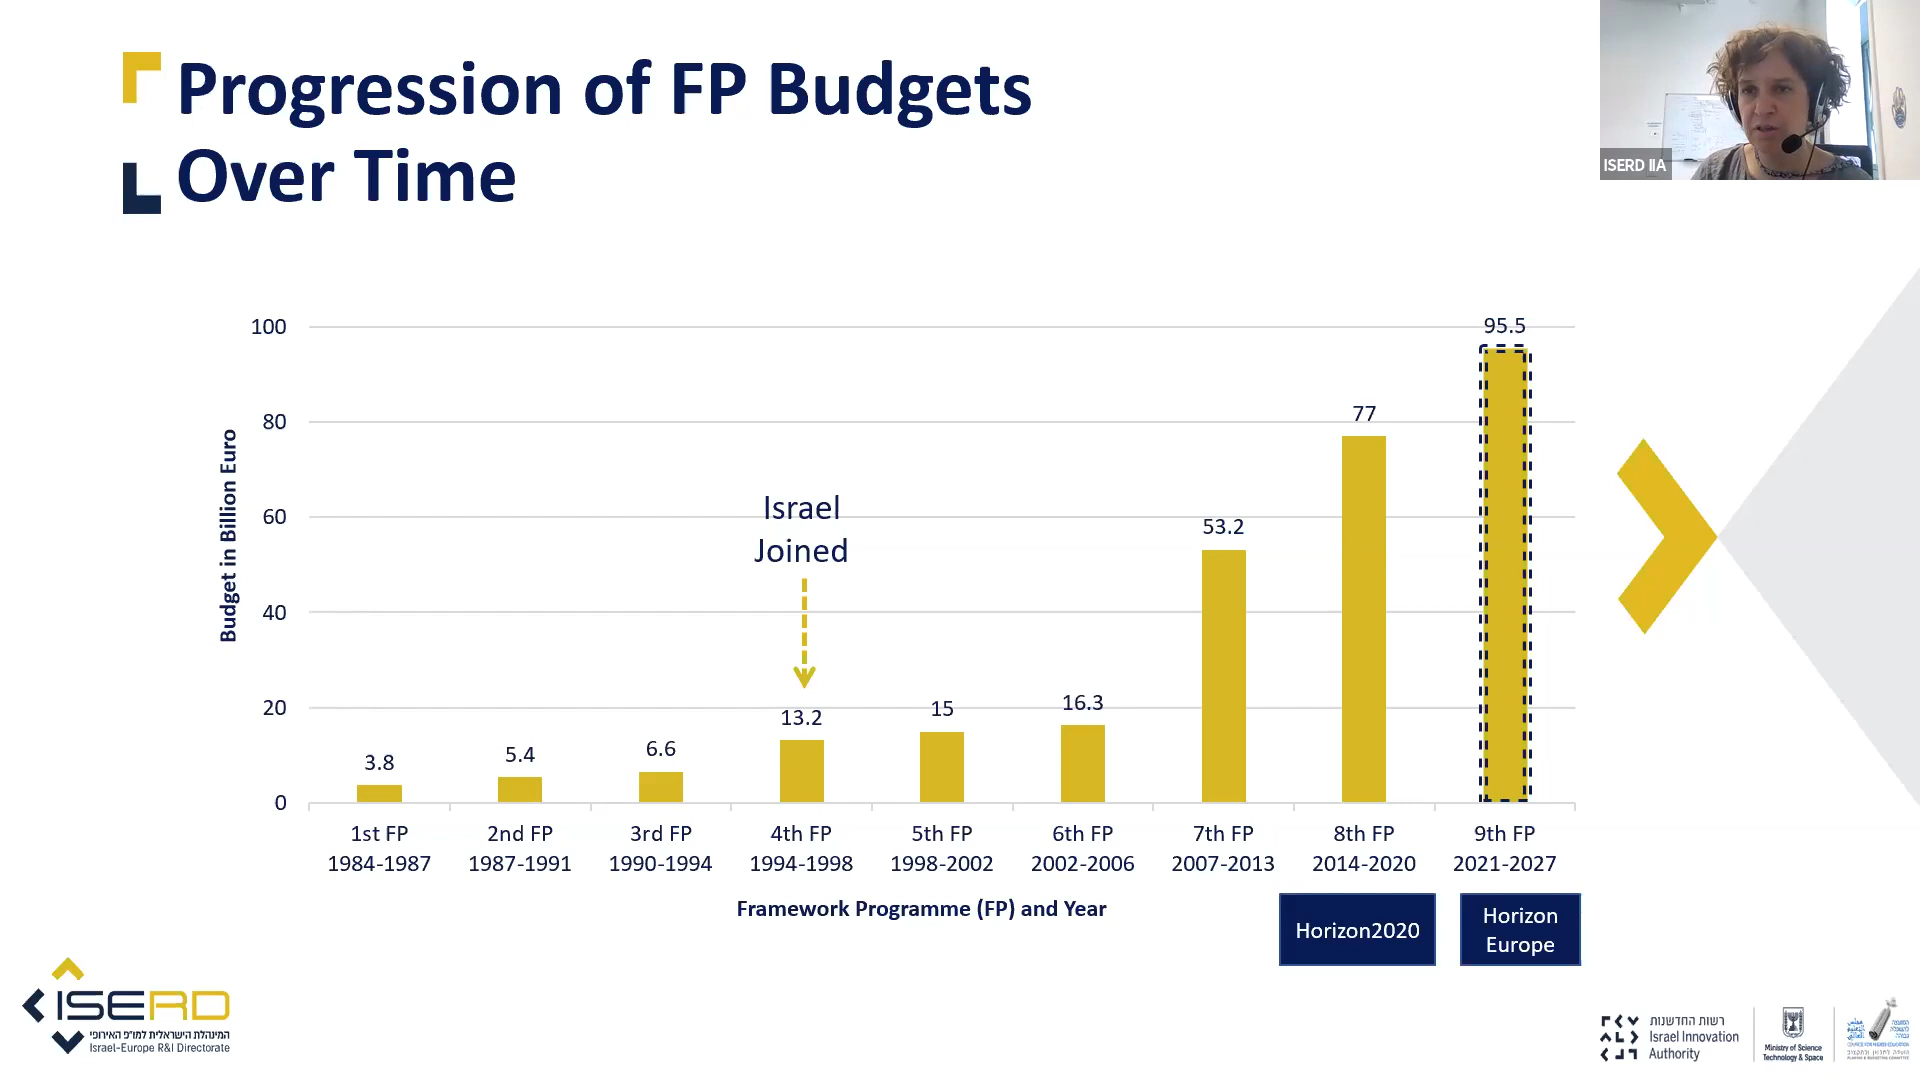 Progression of FP Budgets
Over Time
ISERD IIA
Budget in Billion Euro
100
80
60
40
20
0
Israel
Joined
3.8
5.4
6.6
13.2
15
16.3
53.2
77
95.5
1st FP
1984-1987
2nd FP
1987-1991
3rd FP
1990-1994
4th FP
1994-1998
5th FP
1998-2002
6th FP
2002-2006
7th FP
2007-2013
8th FP
2014-2020
9th FP
2021-2027
Framework Programme (FP) and Year
Horizon2020
Horizon
Europe
ISERD
המינהלת הישראלית למו"פ האירופי
Israel-Europe R&I Directorate
רשות החדשנות
Israel Innovation
Authority
Ministry of Science
Technology & Space